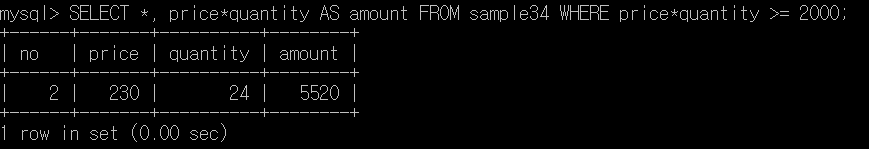 mysql> SELECT *, price*quantity AS amount FROM sample34 WHERE price*quantity >= 2000;
+------+-------+----------+--------+
| no   | price | quantity | amount |
+------+-------+----------+--------+
|    2 |   230 |       24 |   5520 |
+------+-------+----------+--------+
1 row in set (0.00 sec)